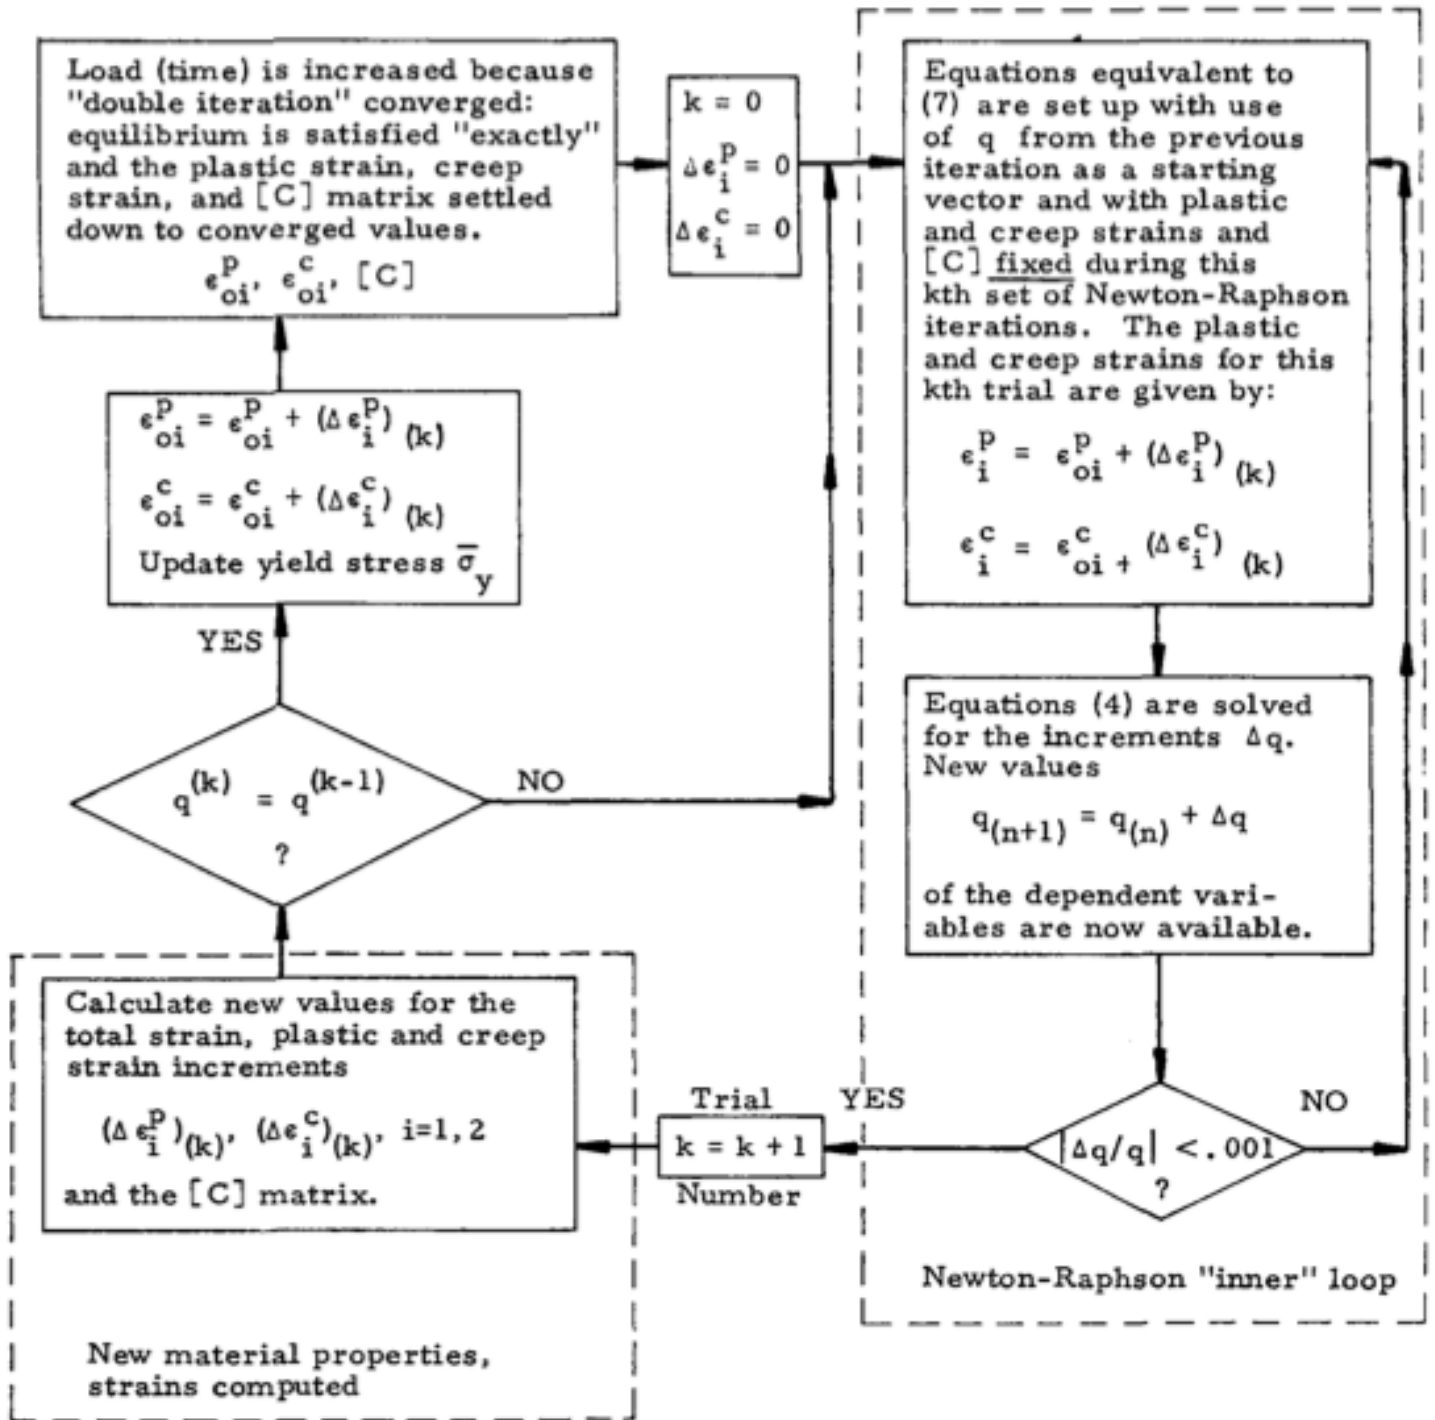 Load (time) is increased because
"double iteration" converged:
equilibrium is satisfied "exactly"
and the plastic strain, creep
strain, and [C] matrix settled
down to converged values.
ε^p_oi, ε^c_oi, [C]
k = 0
Δε^p_i = 0
Δε^c_i = 0
Equations equivalent to
(7) are set up with use
of q from the previous
iteration as a starting
vector and with plastic
and creep strains and
[C] fixed during this
kth set of Newton-Raphson
iterations. The plastic
and creep strains for this
kth trial are given by:
ε^p_i = ε^p_oi + (Δε^p_i)_(k)
ε^c_i = ε^c_oi + (Δε^c_i)_(k)
ε^p_oi = ε^p_oi + (Δε^p_i)_(k)
ε^c_oi = ε^c_oi + (Δε^c_i)_(k)
Update yield stress σ̄_y
YES
q^(k) = q^(k-1)
?
NO
Equations (4) are solved
for the increments Δq.
New values
q_(n+1) = q_(n) + Δq
of the dependent vari-
ables are now available.
|Δq/q| < .001
?
NO
YES
Trial
k = k + 1
Number
Newton-Raphson "inner" loop
Calculate new values for the
total strain, plastic and creep
strain increments
(Δε^p_i)_(k), (Δε^c_i)_(k), i=1, 2
and the [C] matrix.
New material properties,
strains computed